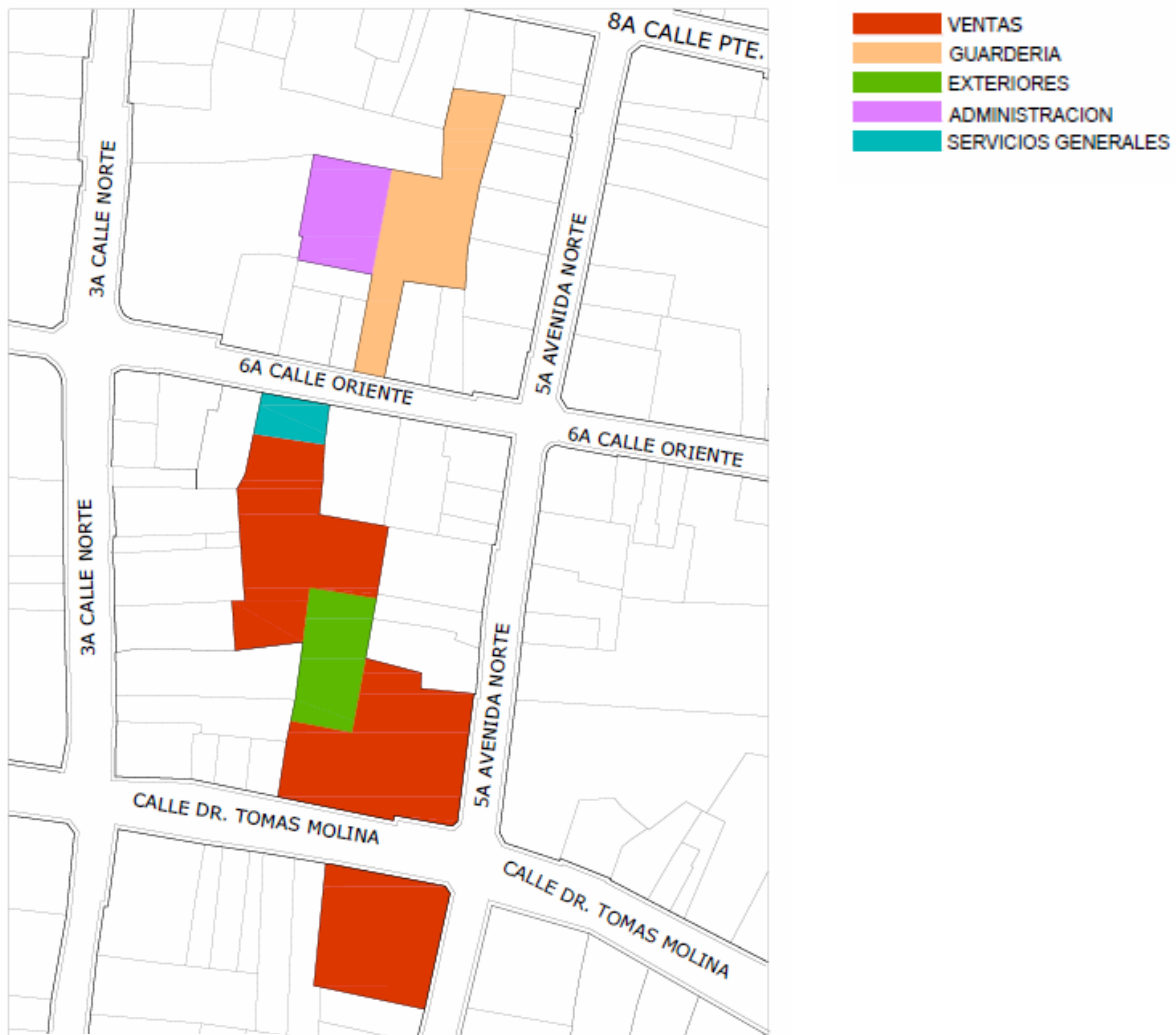 8A CALLE PTE.
VENTAS
GUARDERIA
EXTERIORES
ADMINISTRACION
SERVICIOS GENERALES
3A CALLE NORTE
5A AVENIDA NORTE
6A CALLE ORIENTE
6A CALLE ORIENTE
3A CALLE NORTE
5A AVENIDA NORTE
CALLE DR. TOMAS MOLINA
CALLE DR. TOMAS MOLINA